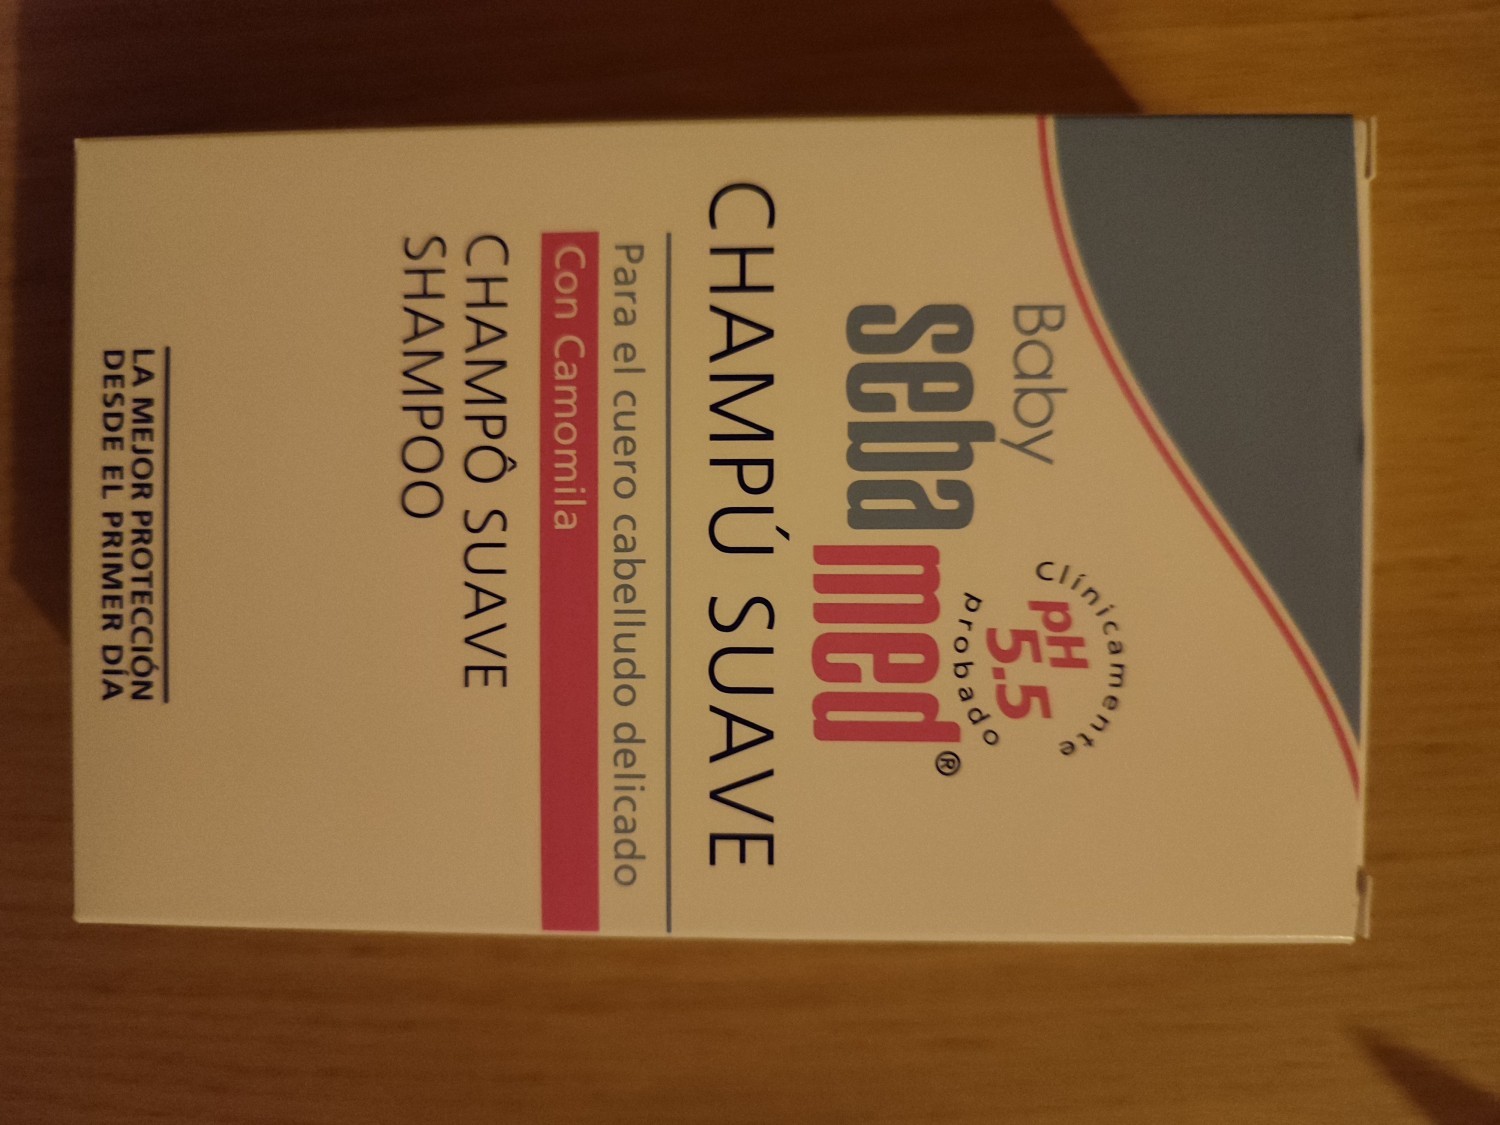 Baby
sebamed®
Clínicamente
pH
5.5
probado
CHAMPÚ SUAVE
Para el cuero cabelludo delicado
Con Camomila
CHAMPÔ SUAVE
SHAMPOO
LA MEJOR PROTECCIÓN
DESDE EL PRIMER DÍA